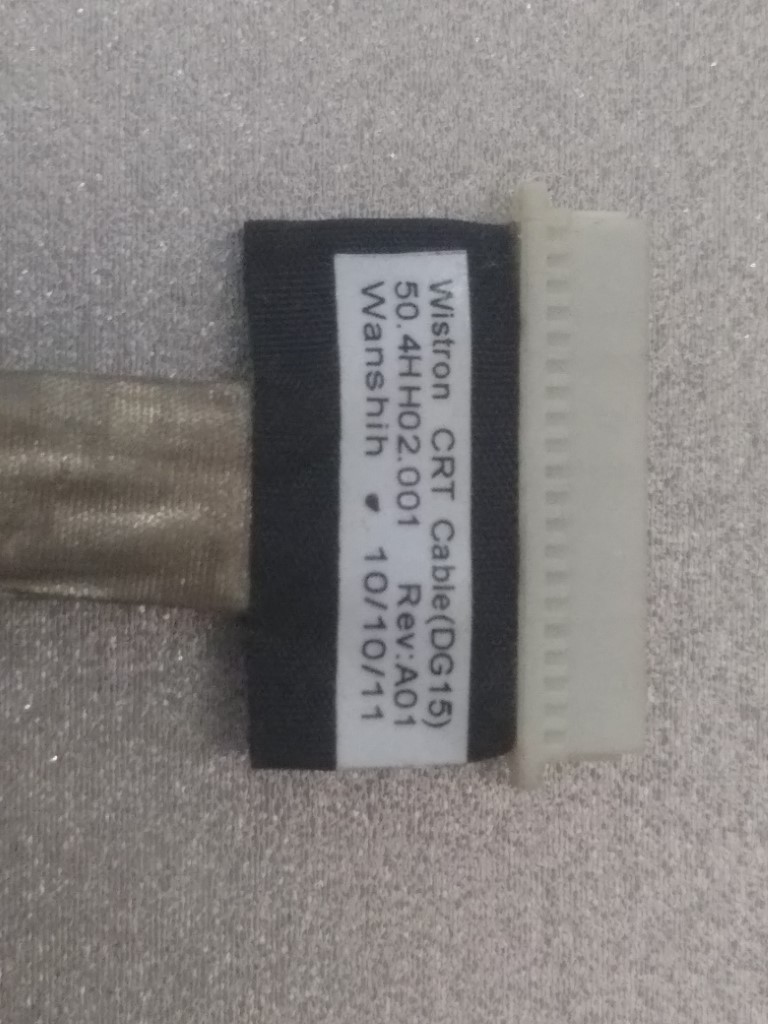 Wistron CRT Cable(DG15)
50.4HH02.001 Rev:A01
Wanshih 10/10/11